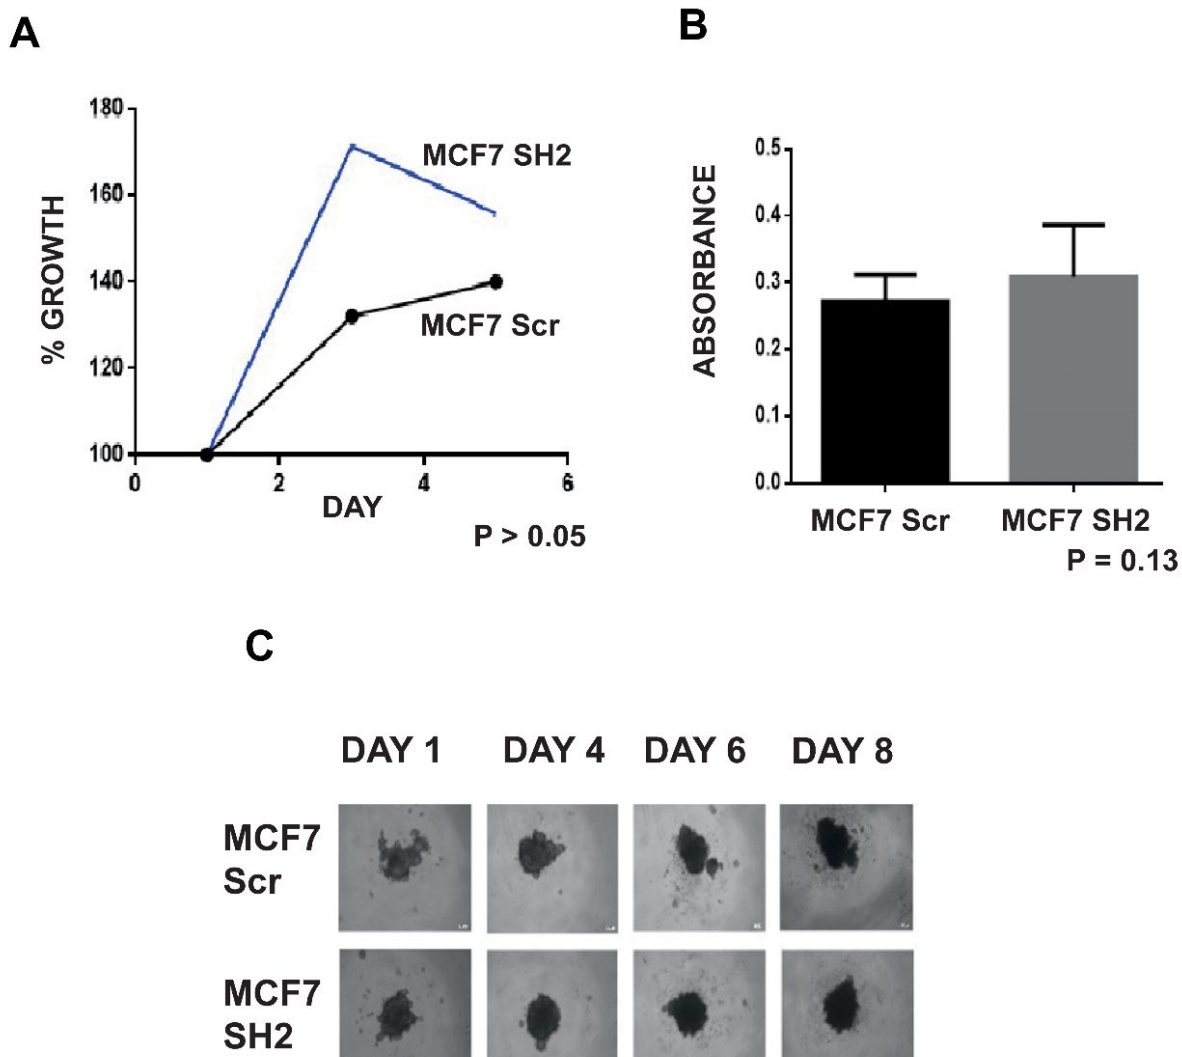 A
180
160
140
120
100
% GROWTH
MCF7 SH2
MCF7 Scr
0 2 4 6
DAY
P > 0.05
B
0.5
0.4
0.3
0.2
0.1
0.0
ABSORBANCE
MCF7 Scr MCF7 SH2
P = 0.13
C
DAY 1 DAY 4 DAY 6 DAY 8
MCF7
Scr
MCF7
SH2